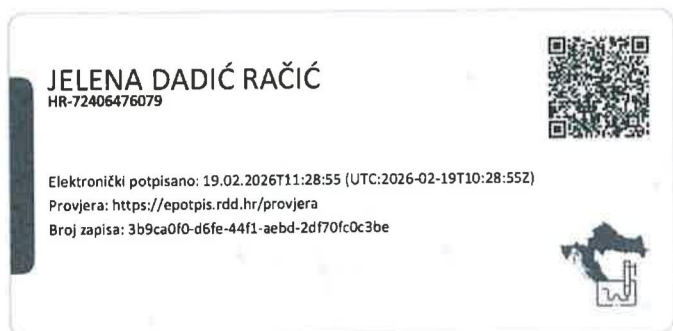 JELENA DADIĆ RAČIĆ
HR-72406476079
Elektronički potpisano: 19.02.2026T11:28:55 (UTC:2026-02-19T10:28:55Z)
Provjera: https://epotpis.rdd.hr/provjera
Broj zapisa: 3b9ca0f0-d6fe-44f1-aebd-2df70fc0c3be